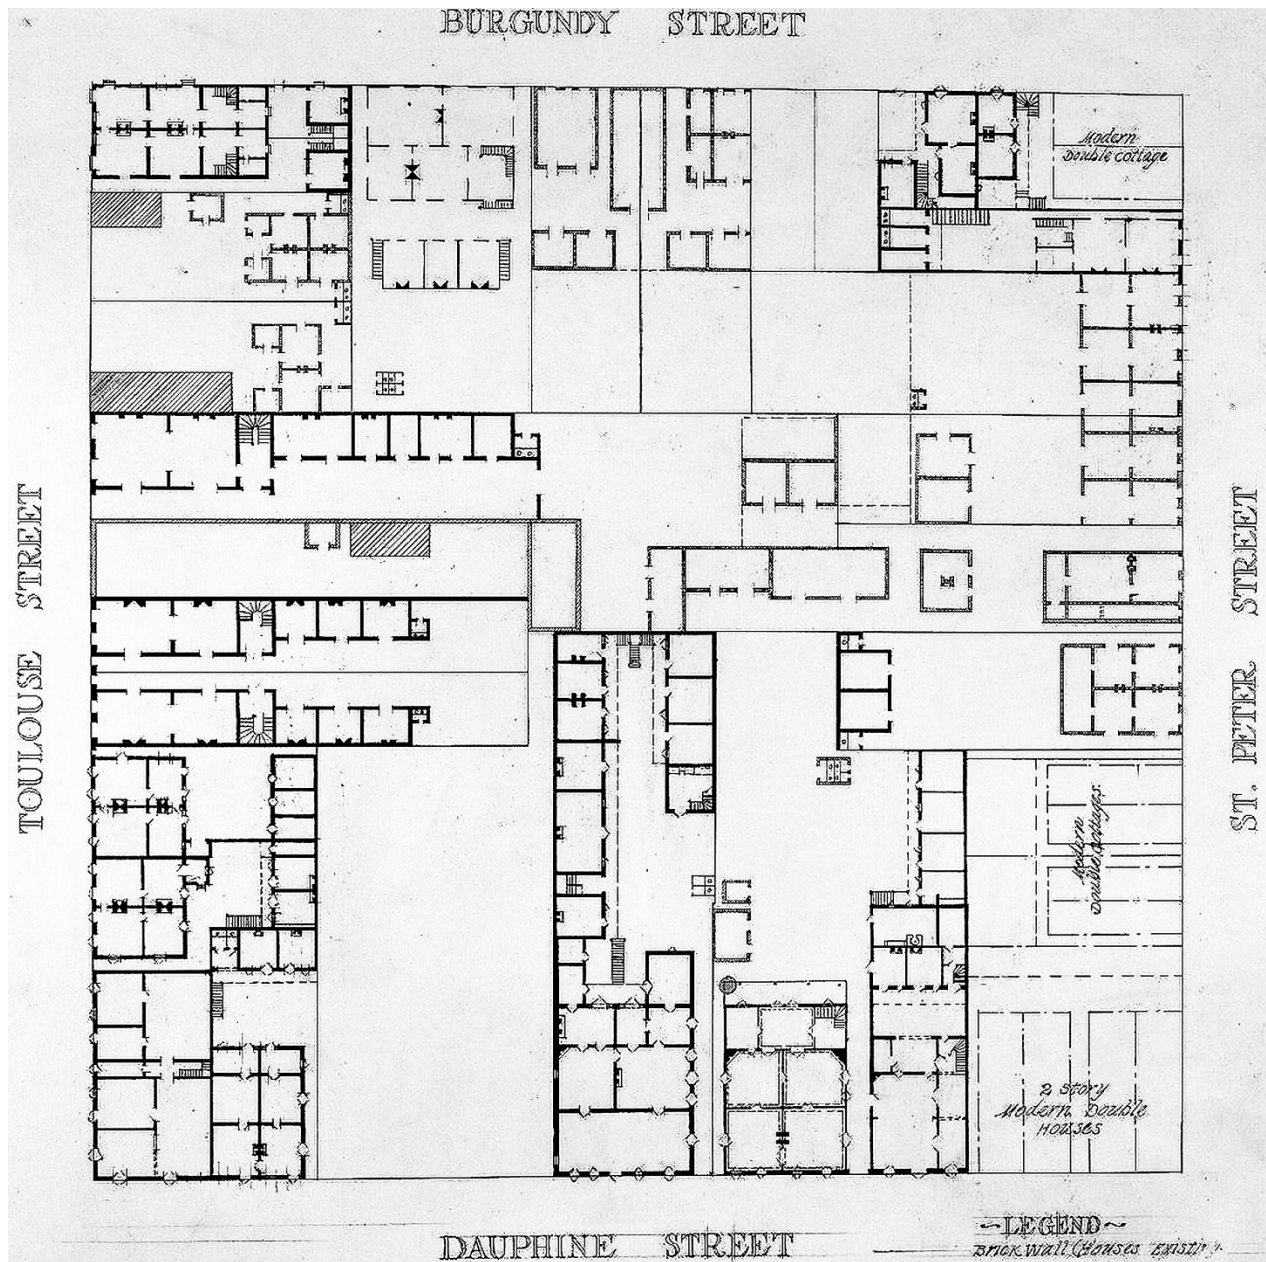 BURGUNDY STREET
Modern
Double Cottage
TOULOUSE STREET
ST. PETER STREET
Modern
Double Cottages
2 Story
Modern Double
Houses
DAUPHINE STREET
~LEGEND~
Brick Wall (Houses Existing.